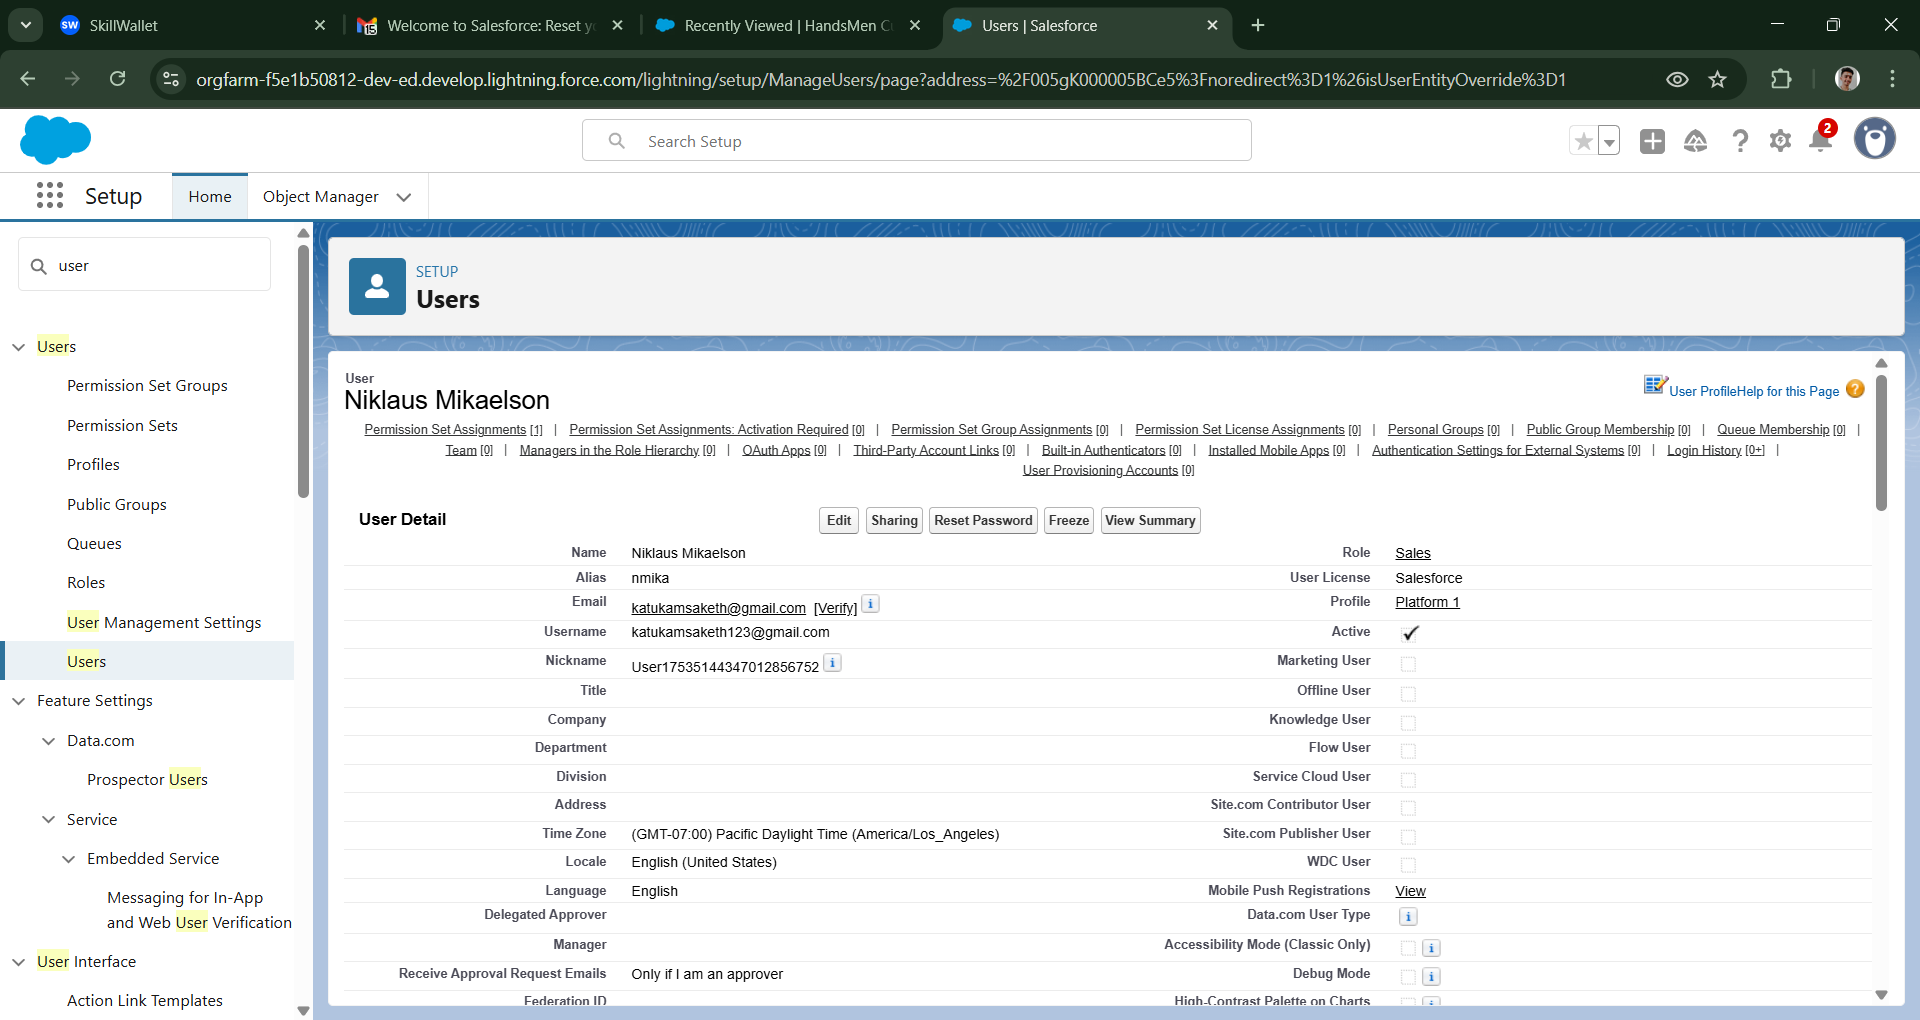 SkillWallet
Welcome to Salesforce: Reset yo
Recently Viewed | HandsMen Cu
Users | Salesforce
orgfarm-f5e1b50812-dev-ed.develop.lightning.force.com/lightning/setup/ManageUsers/page?address=%2F005gK000005BCe5%3Fnoredirect%3D1%26isUserEntityOverride%3D1
Search Setup
2
Setup
Home
Object Manager
user
Users
Permission Set Groups
Permission Sets
Profiles
Public Groups
Queues
Roles
User Management Settings
Users
Feature Settings
Data.com
Prospector Users
Service
Embedded Service
Messaging for In-App
and Web User Verification
User Interface
Action Link Templates
SETUP
Users
User
Niklaus Mikaelson
User Profile Help for this Page
Permission Set Assignments [1] | Permission Set Assignments: Activation Required [0] | Permission Set Group Assignments [0] | Permission Set License Assignments [0] | Personal Groups [0] | Public Group Membership [0] | Queue Membership [0] |
Team [0] | Managers in the Role Hierarchy [0] | OAuth Apps [0] | Third-Party Account Links [0] | Built-in Authenticators [0] | Installed Mobile Apps [0] | Authentication Settings for External Systems [0] | Login History [0+] |
User Provisioning Accounts [0]
User Detail
Edit Sharing Reset Password Freeze View Summary
Name Niklaus Mikaelson Role Sales
Alias nmika User License Salesforce
Email katukamsaketh@gmail.com [Verify] i Profile Platform 1
Username katukamsaketh123@gmail.com Active
Nickname User17535144347012856752 i Marketing User
Title Offline User
Company Knowledge User
Department Flow User
Division Service Cloud User
Address Site.com Contributor User
Time Zone (GMT-07:00) Pacific Daylight Time (America/Los_Angeles) Site.com Publisher User
Locale English (United States) WDC User
Language English Mobile Push Registrations View
Delegated Approver Data.com User Type i
Manager Accessibility Mode (Classic Only) i
Receive Approval Request Emails Only if I am an approver Debug Mode i
Federation ID High-Contrast Palette on Charts i